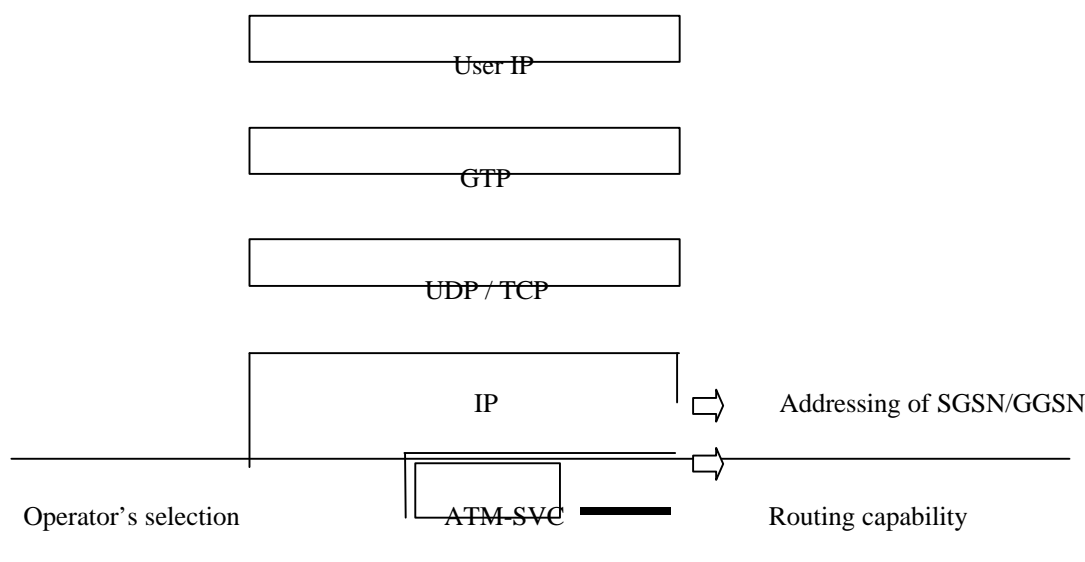 User IP
GTP
UDP / TCP
IP
Addressing of SGSN/GGSN
Operator's selection
ATM-SVC
Routing capability